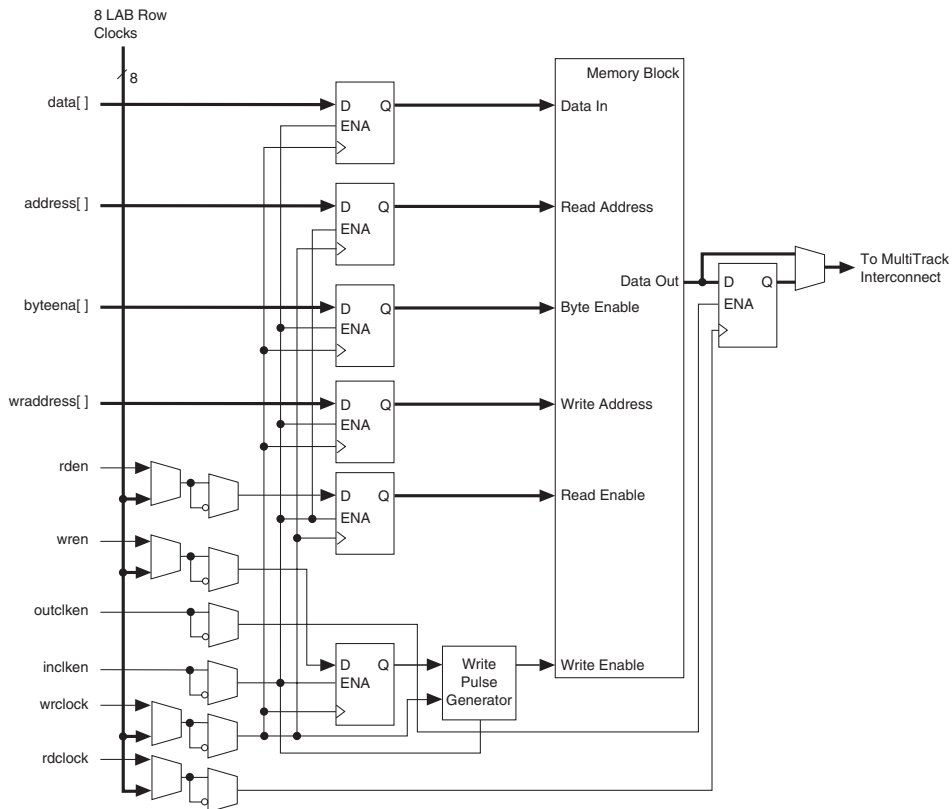 8 LAB Row
Clocks
8
Memory Block
data[ ]
D Q
ENA
Data In
address[ ]
D Q
ENA
Read Address
To MultiTrack
Interconnect
Data Out
D Q
ENA
byteena[ ]
D Q
ENA
Byte Enable
wraddress[ ]
D Q
ENA
Write Address
rden
D Q
ENA
Read Enable
wren
outclken
inclken
D Q
ENA
Write
Pulse
Generator
Write Enable
wrclock
rdclock